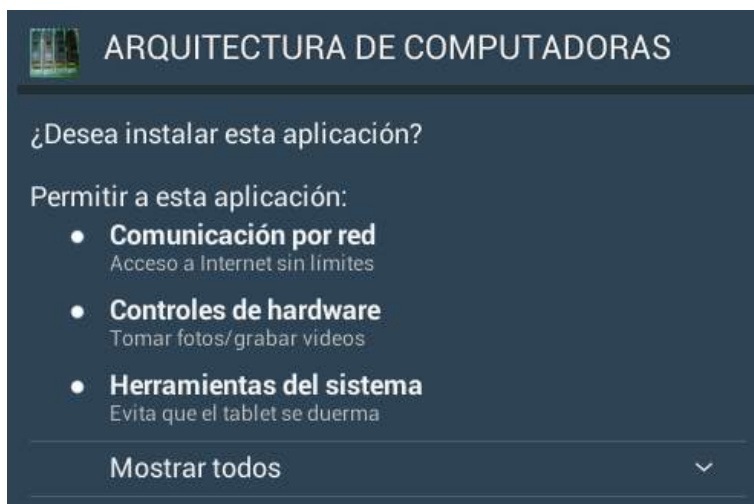 ARQUITECTURA DE COMPUTADORAS
¿Desea instalar esta aplicación?
Permitir a esta aplicación:
Comunicación por red
Acceso a Internet sin límites
Controles de hardware
Tomar fotos/grabar videos
Herramientas del sistema
Evita que el tablet se duerma
Mostrar todos